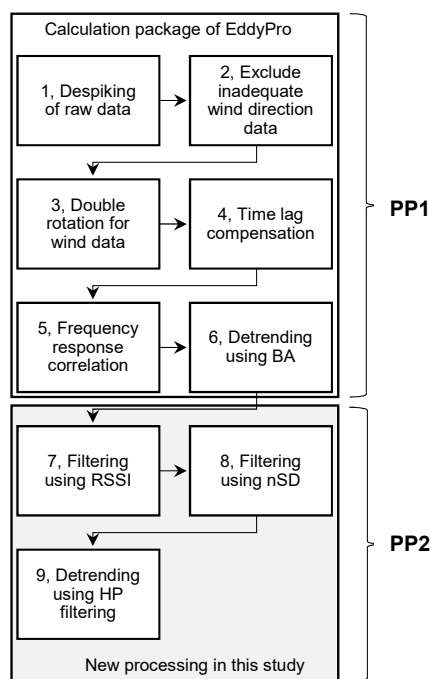 Calculation package of EddyPro
1, Despiking
of raw data
2, Exclude
inadequate
wind direction
data
3, Double
rotation for
wind data
4, Time lag
compensation
PP1
5, Frequency
response
correlation
6, Detrending
using BA
7, Filtering
using RSSI
8, Filtering
using nSD
PP2
9, Detrending
using HP
filtering
New processing in this study